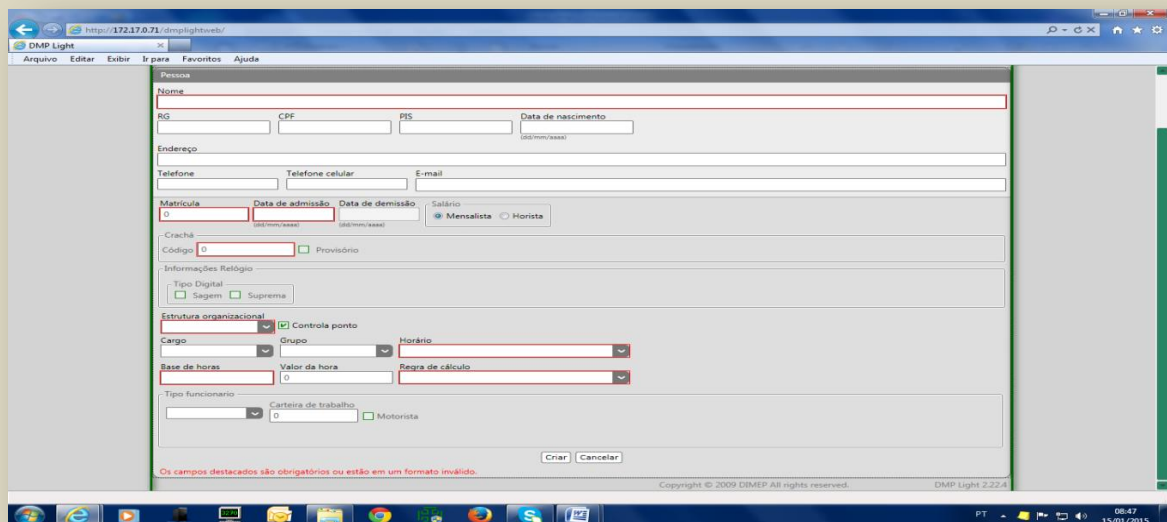 http://172.17.0.71/dmplightweb/
DMP Light
Arquivo Editar Exibir Ir para Favoritos Ajuda
Pessoa
Nome
RG CPF PIS Data de nascimento
(dd/mm/aaaa)
Endereço
Telefone Telefone celular E-mail
Matrícula Data de admissão Data de demissão Salário
0 Mensalista Horista
(dd/mm/aaaa) (dd/mm/aaaa)
Crachá
Código 0 Provisório
Informações Relógio
Tipo Digital
Sagem Suprema
Estrutura organizacional
Controla ponto
Cargo Grupo Horário
Base de horas Valor da hora Regra de cálculo
0
Tipo funcionario
Carteira de trabalho
0 Motorista
Criar Cancelar
Os campos destacados são obrigatórios ou estão em um formato inválido.
Copyright © 2009 DIMEP All rights reserved. DMP Light 2.22.4
PT 08:47
15/01/2015